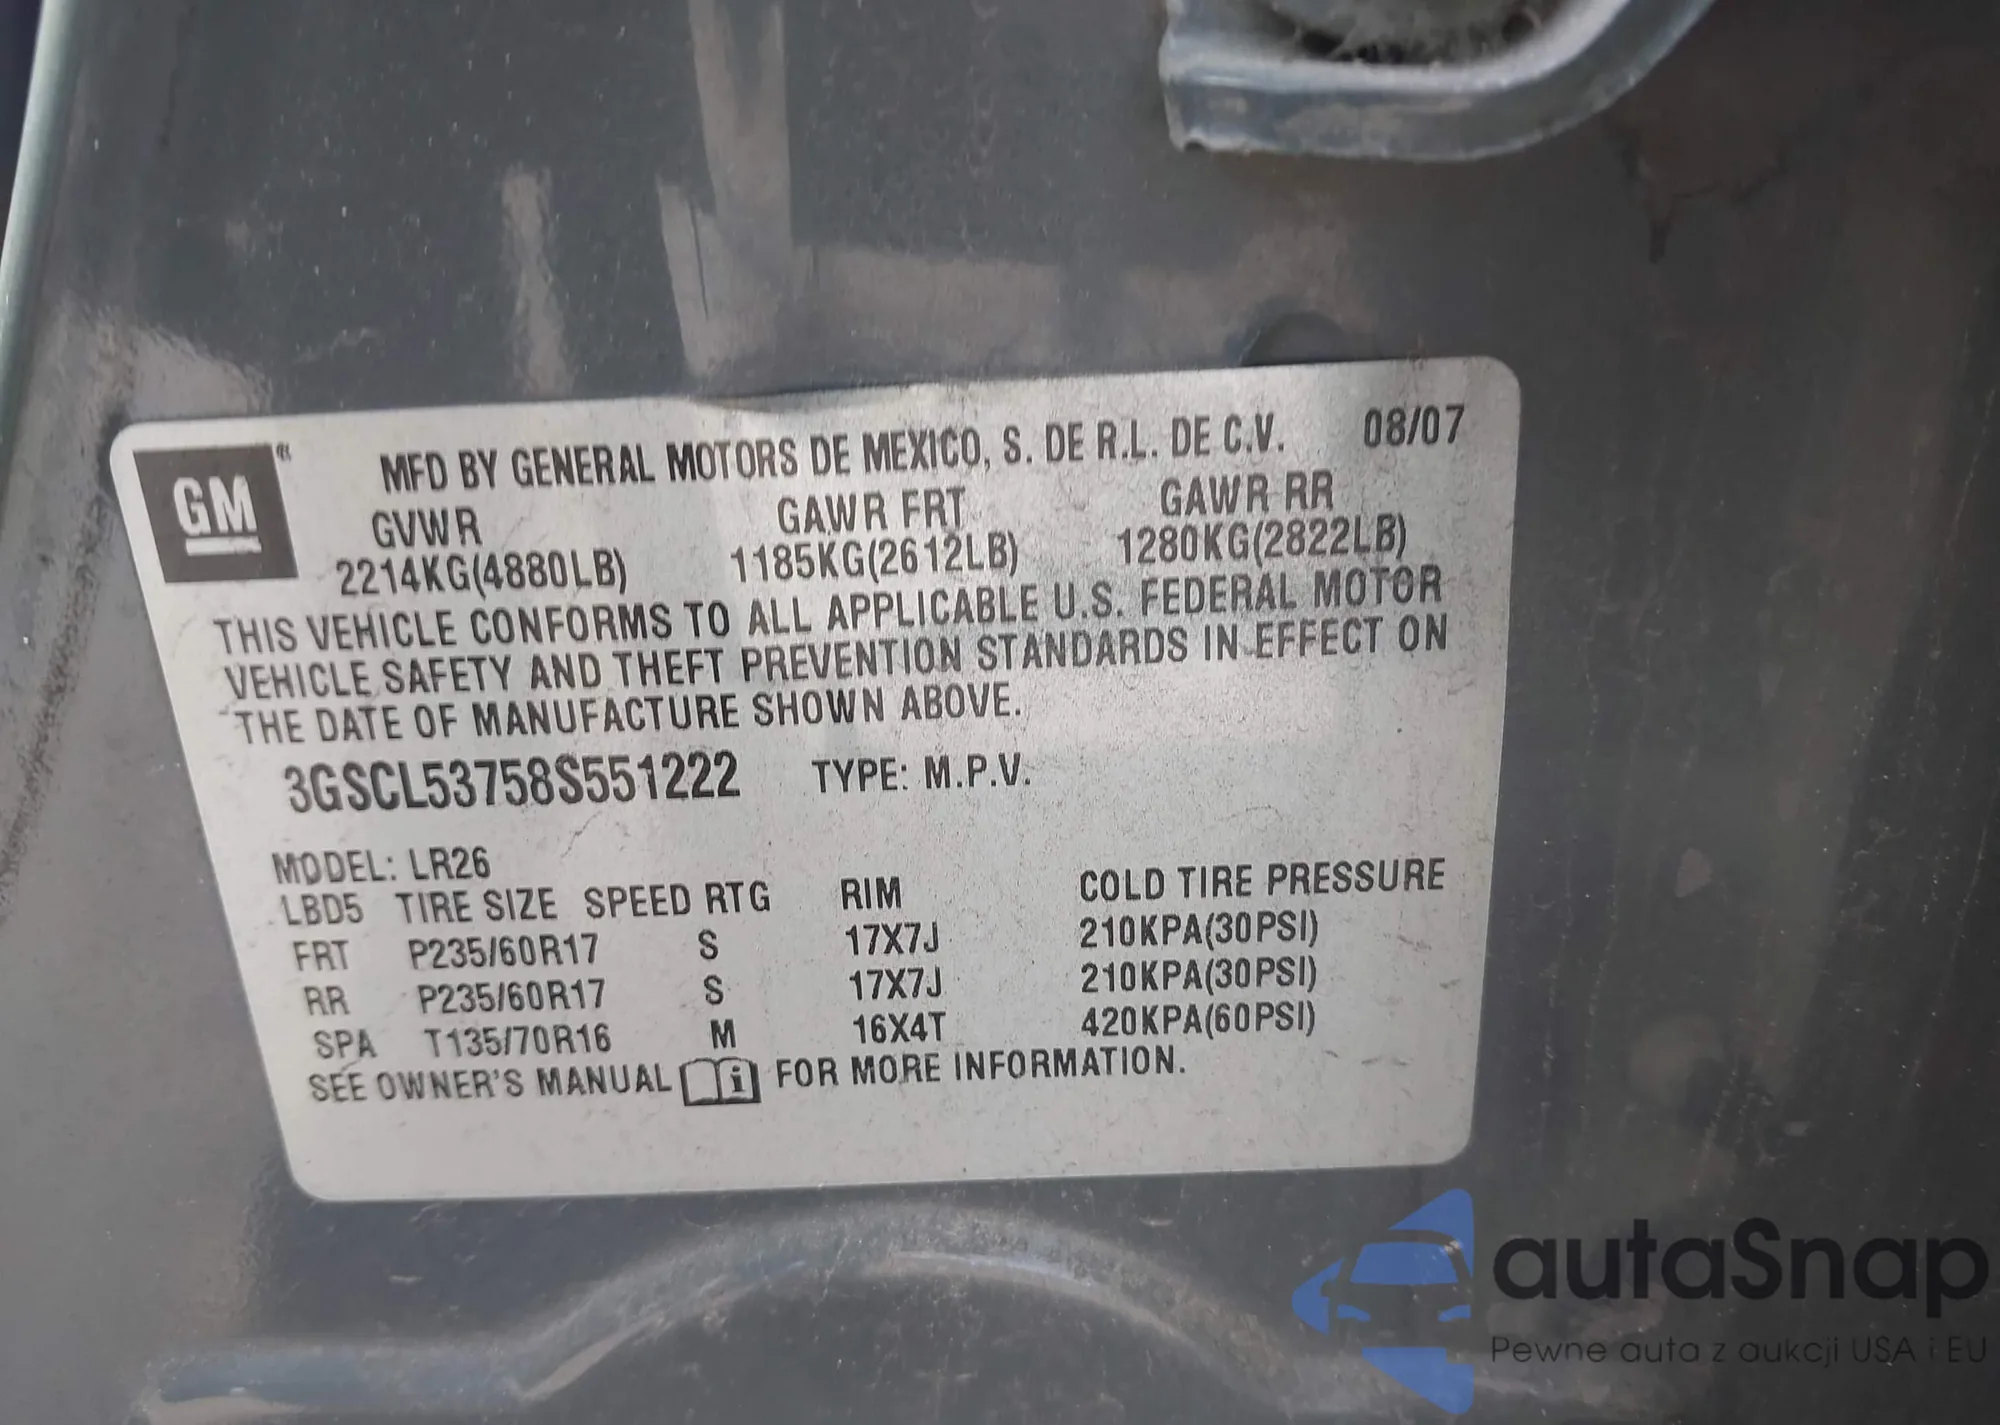 GM ®
MFD BY GENERAL MOTORS DE MEXICO, S. DE R.L. DE C.V. 08/07
GVWR GAWR FRT GAWR RR
2214KG(4880LB) 1185KG(2612LB) 1280KG(2822LB)
THIS VEHICLE CONFORMS TO ALL APPLICABLE U.S. FEDERAL MOTOR
VEHICLE SAFETY AND THEFT PREVENTION STANDARDS IN EFFECT ON
THE DATE OF MANUFACTURE SHOWN ABOVE.
3GSCL53758S551222 TYPE: M.P.V.
MODEL: LR26
LBD5 TIRE SIZE SPEED RTG RIM COLD TIRE PRESSURE
FRT P235/60R17 S 17X7J 210KPA(30PSI)
RR P235/60R17 S 17X7J 210KPA(30PSI)
SPA T135/70R16 M 16X4T 420KPA(60PSI)
SEE OWNER'S MANUAL i FOR MORE INFORMATION.
autaSnap
Pewne auta z aukcji USA i EU